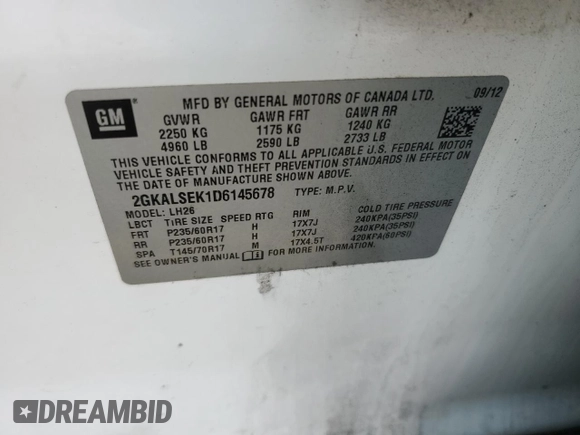 GM
MFD BY GENERAL MOTORS OF CANADA LTD. 09/12
GVWR GAWR FRT GAWR RR
2250 KG 1175 KG 1240 KG
4960 LB 2590 LB 2733 LB
THIS VEHICLE CONFORMS TO ALL APPLICABLE U.S. FEDERAL MOTOR
VEHICLE SAFETY AND THEFT PREVENTION STANDARDS IN EFFECT ON THE
DATE OF MANUFACTURE SHOWN ABOVE.
2GKALSEK1D6145678 TYPE: M.P.V.
MODEL: LH26
LBCT TIRE SIZE SPEED RTG RIM COLD TIRE PRESSURE
FRT P235/60R17 H 17X7J 240KPA(35PSI)
RR P235/60R17 H 17X7J 240KPA(35PSI)
SPA T145/70R17 M 17X4.5T 420KPA(60PSI)
SEE OWNER'S MANUAL FOR MORE INFORMATION.
DREAMBID